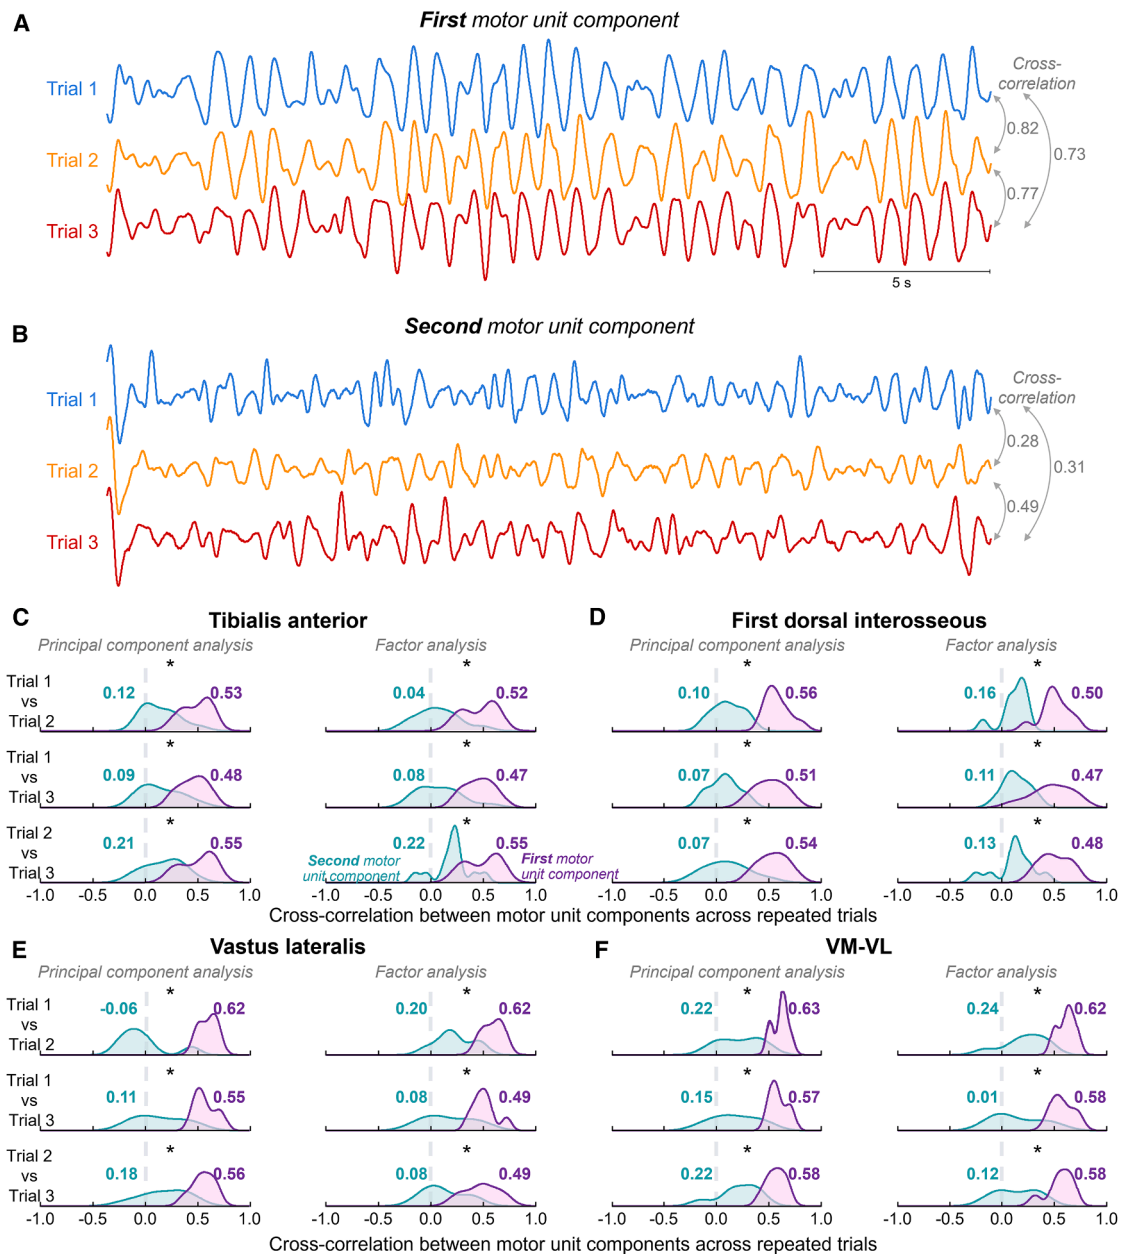 A
First motor unit component
Trial 1
Trial 2
Trial 3
Cross-
correlation
0.82
0.73
0.77
5 s
B
Second motor unit component
Trial 1
Trial 2
Trial 3
Cross-
correlation
0.28
0.31
0.49
C
Tibialis anterior
Principal component analysis
Factor analysis
Trial 1
vs
Trial 2
*
0.12
0.53
*
0.04
0.52
Trial 1
vs
Trial 3
*
0.09
0.48
*
0.08
0.47
Trial 2
vs
Trial 3
*
0.21
0.55
*
0.22
0.55
Second motor
unit component
First motor
unit component
-1.0 -0.5 0.0 0.5 1.0
-1.0 -0.5 0.0 0.5 1.0
D
First dorsal interosseous
Principal component analysis
Factor analysis
*
0.10
0.56
*
0.16
0.50
*
0.07
0.51
*
0.11
0.47
*
0.07
0.54
*
0.13
0.48
-1.0 -0.5 0.0 0.5 1.0
-1.0 -0.5 0.0 0.5 1.0
Cross-correlation between motor unit components across repeated trials
E
Vastus lateralis
Principal component analysis
Factor analysis
Trial 1
vs
Trial 2
*
-0.06
0.62
*
0.20
0.62
Trial 1
vs
Trial 3
*
0.11
0.55
*
0.08
0.49
Trial 2
vs
Trial 3
*
0.18
0.56
*
0.08
0.49
-1.0 -0.5 0.0 0.5 1.0
-1.0 -0.5 0.0 0.5 1.0
F
VM-VL
Principal component analysis
Factor analysis
*
0.22
0.63
*
0.24
0.62
*
0.15
0.57
*
0.01
0.58
*
0.22
0.58
*
0.12
0.58
-1.0 -0.5 0.0 0.5 1.0
-1.0 -0.5 0.0 0.5 1.0
Cross-correlation between motor unit components across repeated trials